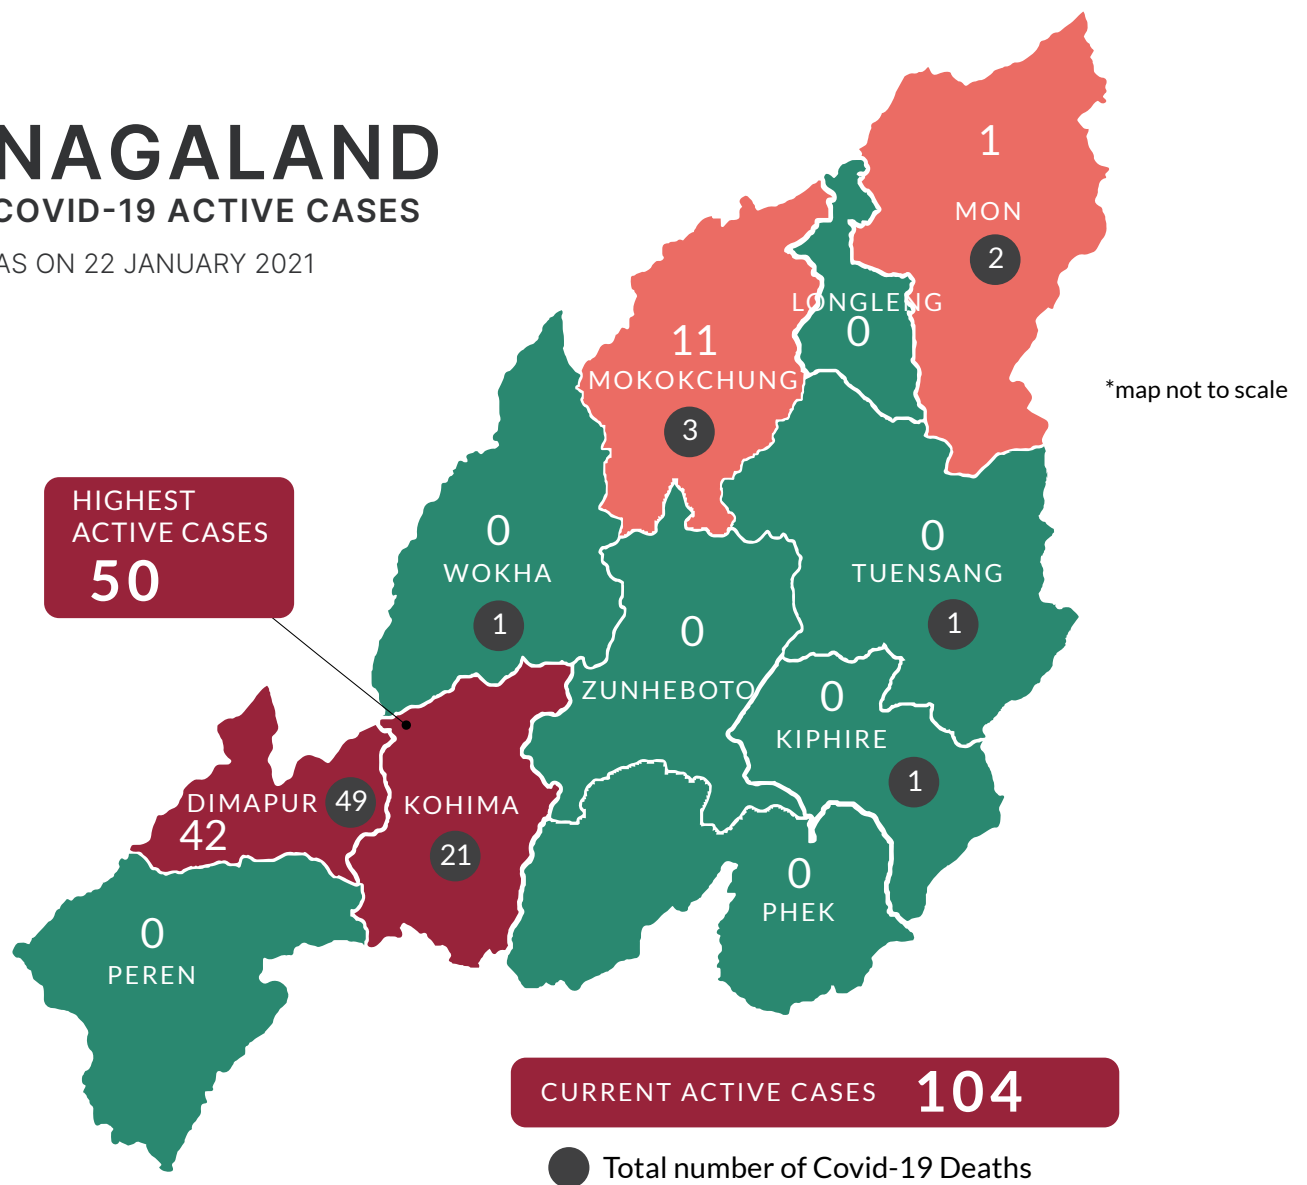 NAGALAND
COVID-19 ACTIVE CASES
AS ON 22 JANUARY 2021
1
MON
2
LONGLENG
0
11
MOKOKCHUNG
3
*map not to scale
HIGHEST
ACTIVE CASES
50
0
WOKHA
1
0
TUENSANG
1
0
ZUNHEBOTO
0
KIPHIRE
1
DIMAPUR 49
42
KOHIMA
21
0
PHEK
0
PEREN
CURRENT ACTIVE CASES 104
Total number of Covid-19 Deaths